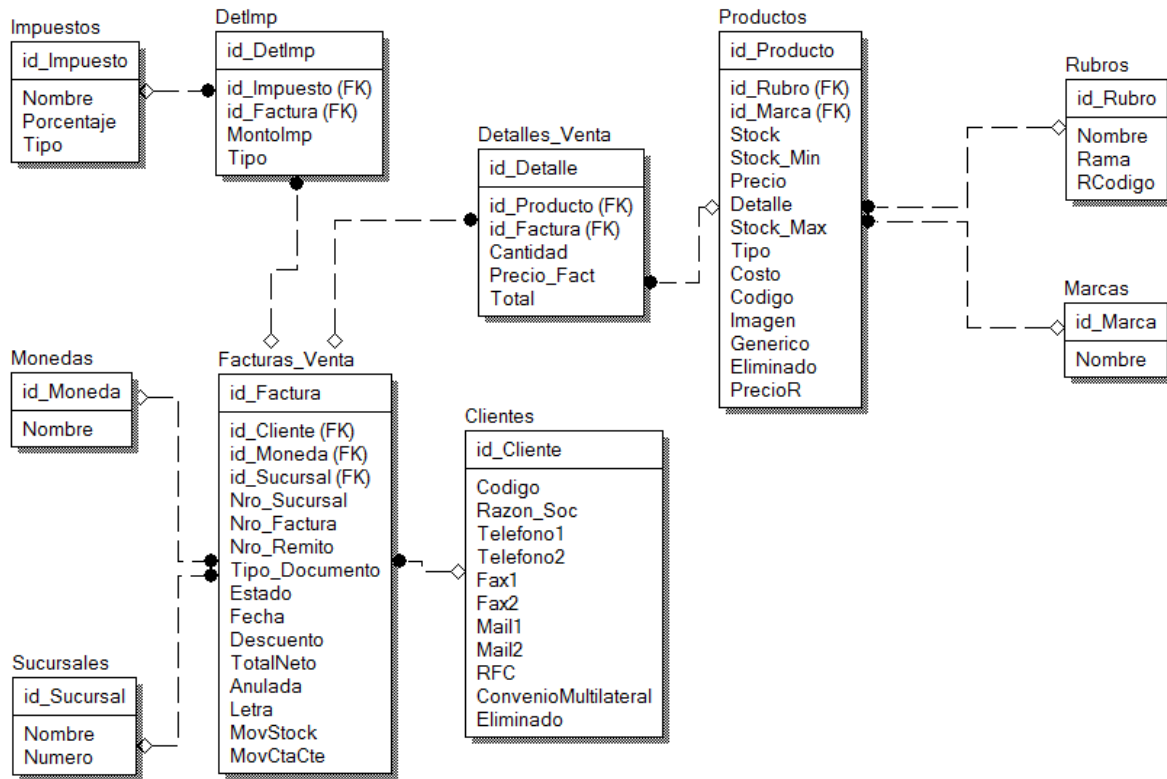 Impuestos
id_Impuesto
Nombre
Porcentaje
Tipo
DetImp
id_DetImp
id_Impuesto (FK)
id_Factura (FK)
MontoImp
Tipo
Detalles_Venta
id_Detalle
id_Producto (FK)
id_Factura (FK)
Cantidad
Precio_Fact
Total
Productos
id_Producto
id_Rubro (FK)
id_Marca (FK)
Stock
Stock_Min
Precio
Detalle
Stock_Max
Tipo
Costo
Codigo
Imagen
Generico
Eliminado
PrecioR
Rubros
id_Rubro
Nombre
Rama
RCodigo
Marcas
id_Marca
Nombre
Monedas
id_Moneda
Nombre
Sucursales
id_Sucursal
Nombre
Numero
Facturas_Venta
id_Factura
id_Cliente (FK)
id_Moneda (FK)
id_Sucursal (FK)
Nro_Sucursal
Nro_Factura
Nro_Remito
Tipo_Documento
Estado
Fecha
Descuento
TotalNeto
Anulada
Letra
MovStock
MovCtaCte
Clientes
id_Cliente
Codigo
Razon_Soc
Telefono1
Telefono2
Fax1
Fax2
Mail1
Mail2
RFC
ConvenioMultilateral
Eliminado